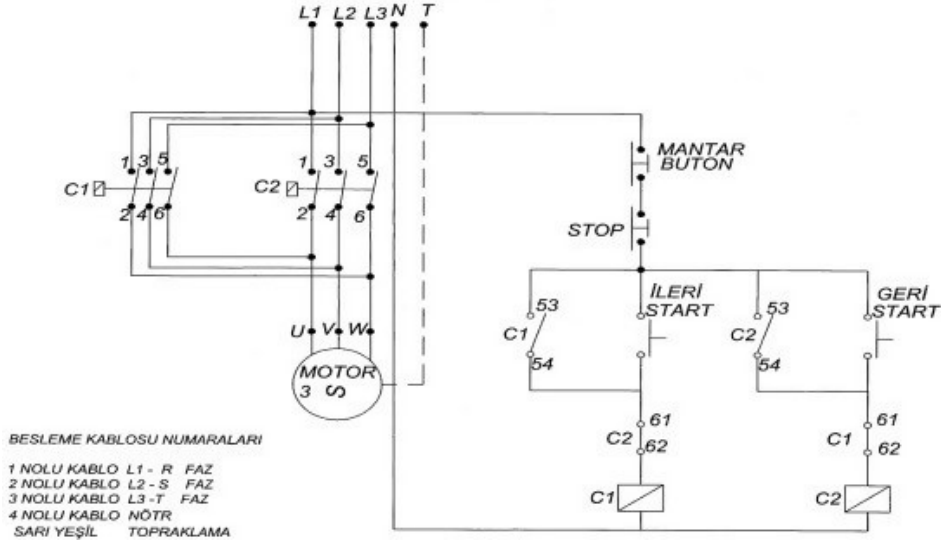 L1 L2 L3 N T
1 3 5
C1
2 4 6
1 3 5
C2
2 4 6
MANTAR
BUTON
STOP
U V W
MOTOR
3 S
53
C1
54
İLERİ
START
53
C2
54
GERİ
START
61
C2
62
61
C1
62
C1
C2
BESLEME KABLOSU NUMARALARI
1 NOLU KABLO L1 - R FAZ
2 NOLU KABLO L2 - S FAZ
3 NOLU KABLO L3 -T FAZ
4 NOLU KABLO NÖTR
SARI YEŞİL TOPRAKLAMA